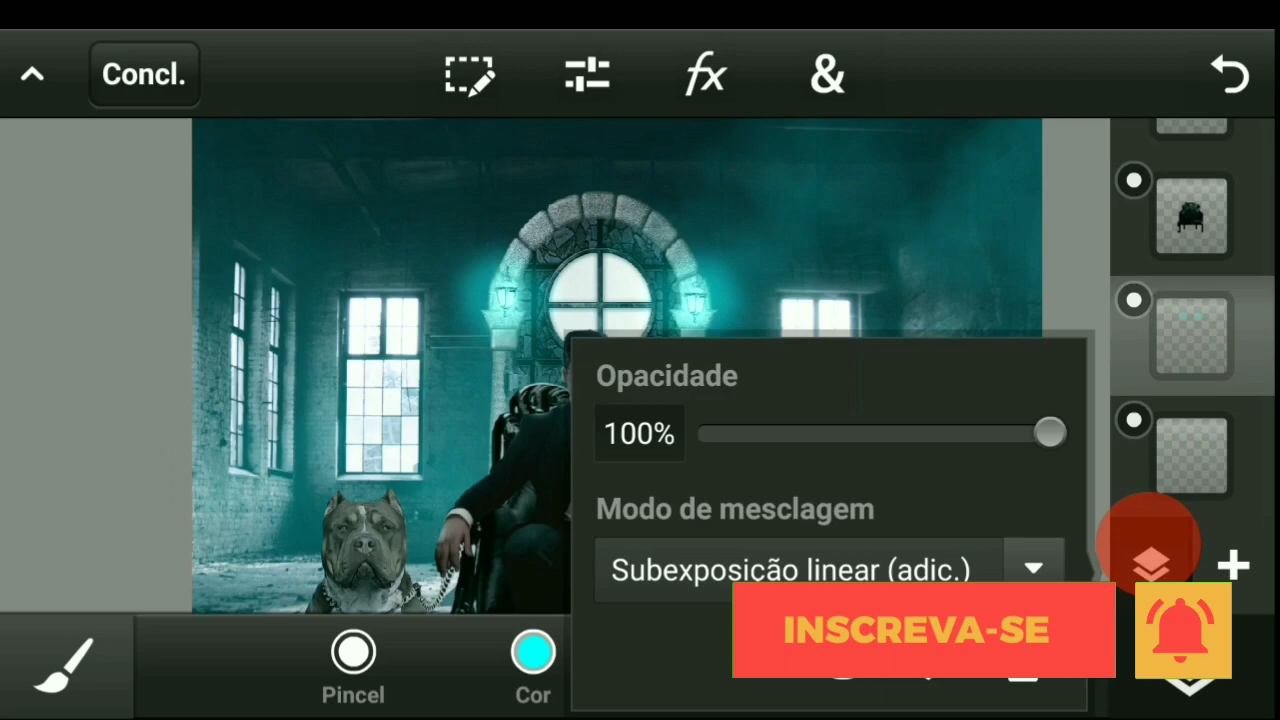 Concl.
fx
&
Opacidade
100%
Modo de mesclagem
Subexposição linear (adic.)
INSCREVA-SE
Pincel
Cor